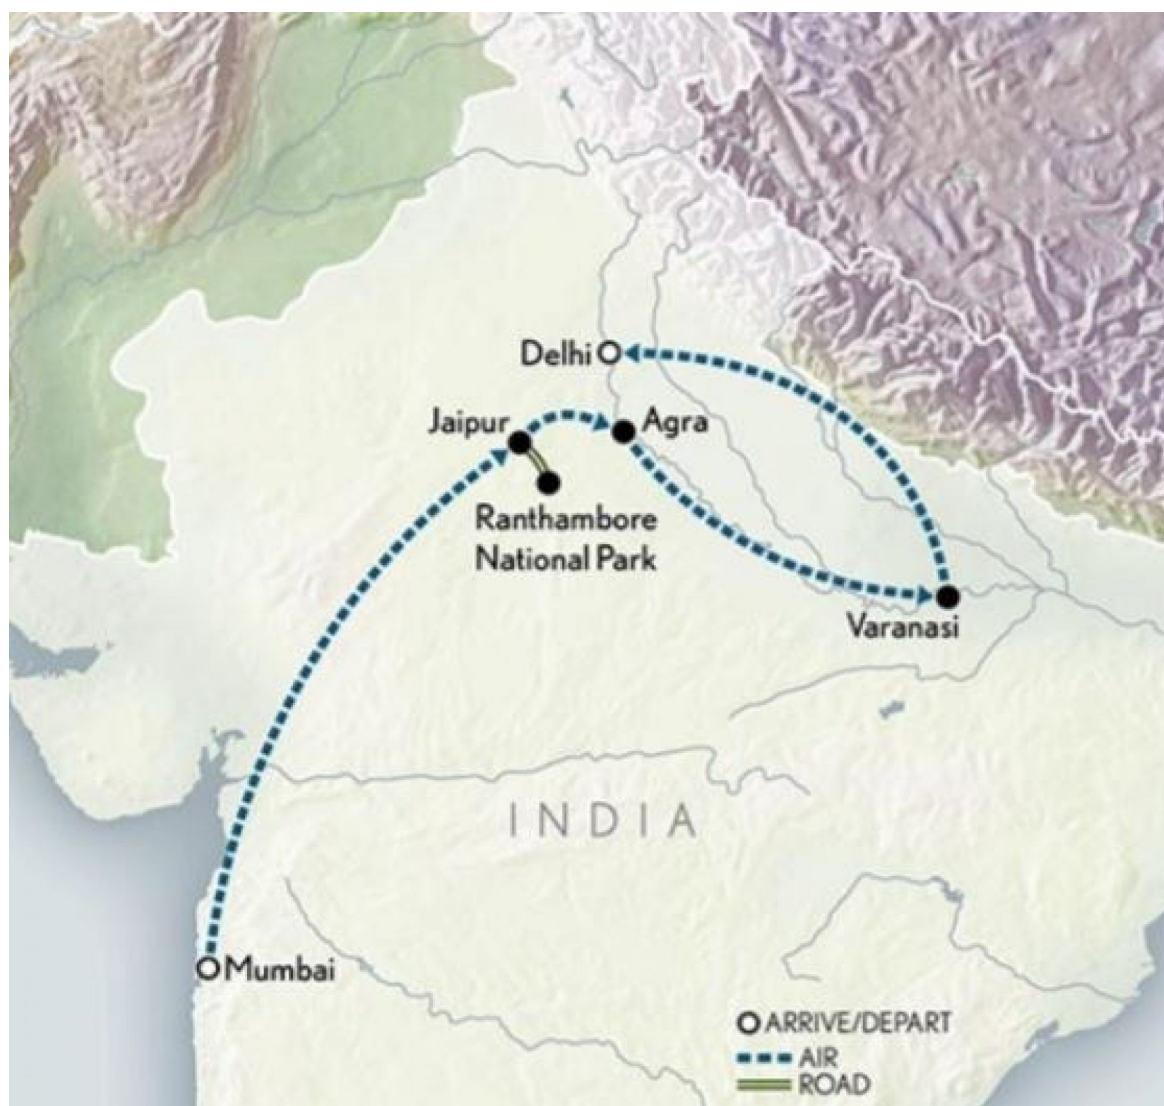 Delhi
Jaipur
Agra
Ranthambore
National Park
Varanasi
INDIA
Mumbai
ARRIVE/DEPART
AIR
ROAD